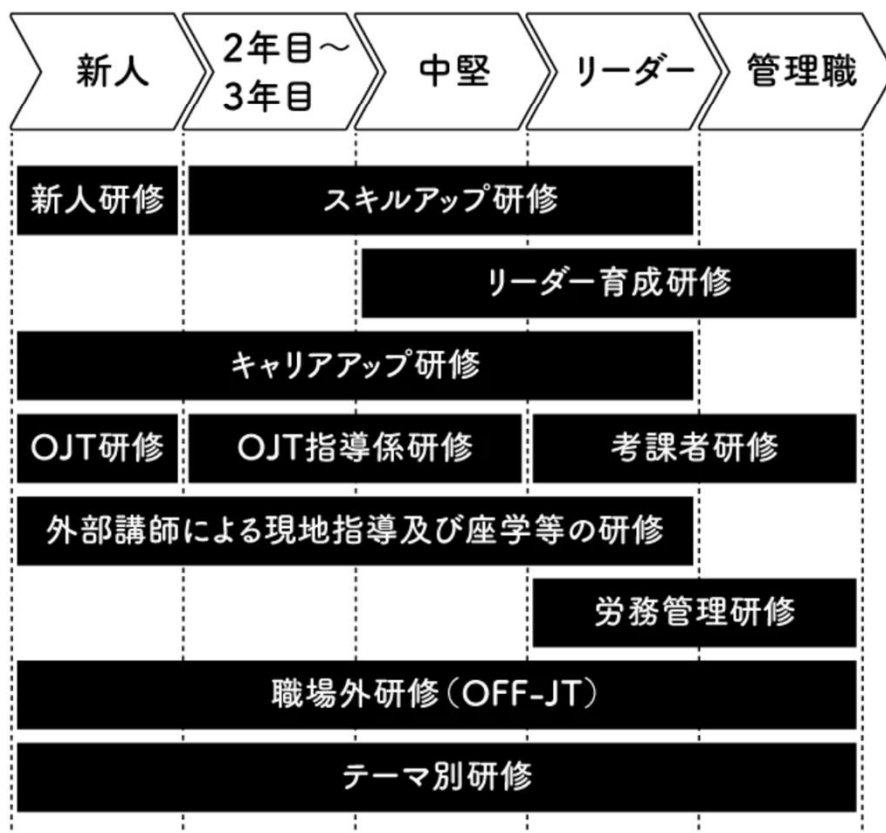 新人
2年目〜
3年目
中堅
リーダー
管理職
新人研修
スキルアップ研修
リーダー育成研修
キャリアアップ研修
OJT研修
OJT指導係研修
考課者研修
外部講師による現地指導及び座学等の研修
労務管理研修
職場外研修（OFF-JT）
テーマ別研修